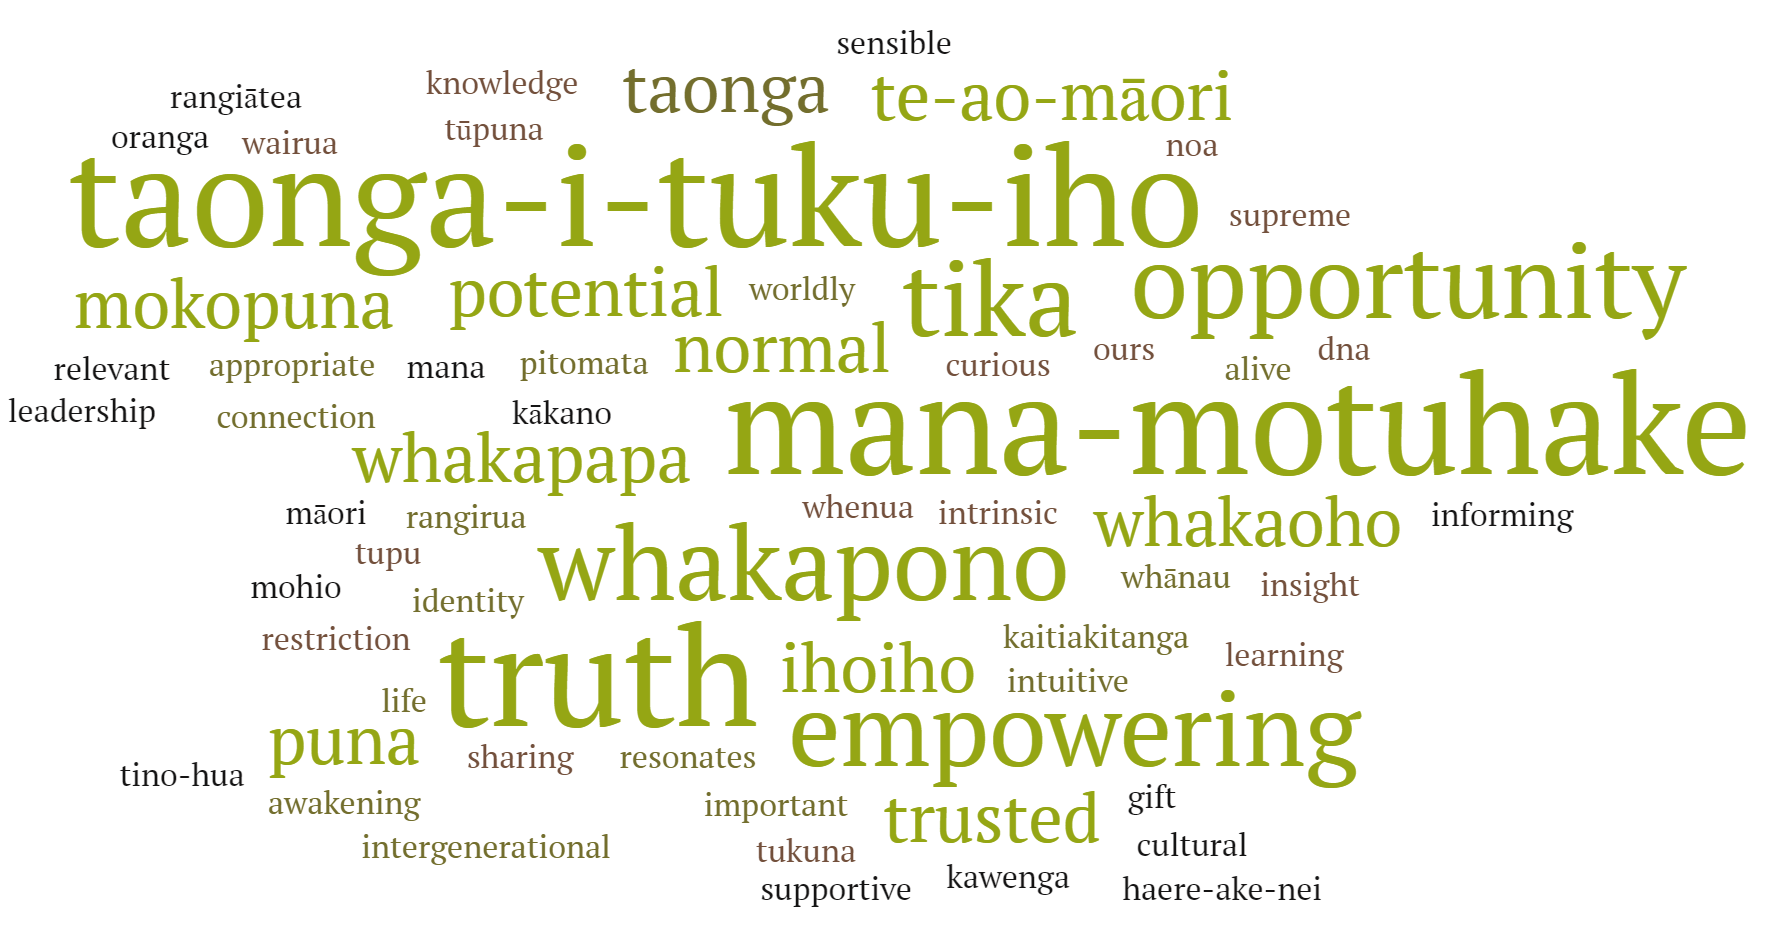 sensible
knowledge taonga te-ao-māori
rangiātea
oranga wairua tūpuna noa
taonga-i-tuku-iho supreme
mokopuna potential worldly tika opportunity
normal
relevant appropriate mana pitomata curious ours alive dna
leadership connection kākano
whakapapa mana-motuhake
māori rangirua whenua intrinsic whakaoho informing
tupu whakapono
mohio identity whānau insight
restriction truth ihoiho kaitiakitanga learning
life intuitive
puna sharing resonates empowering
tino-hua
awakening important trusted gift
intergenerational tukuna cultural
supportive kawenga haere-ake-nei